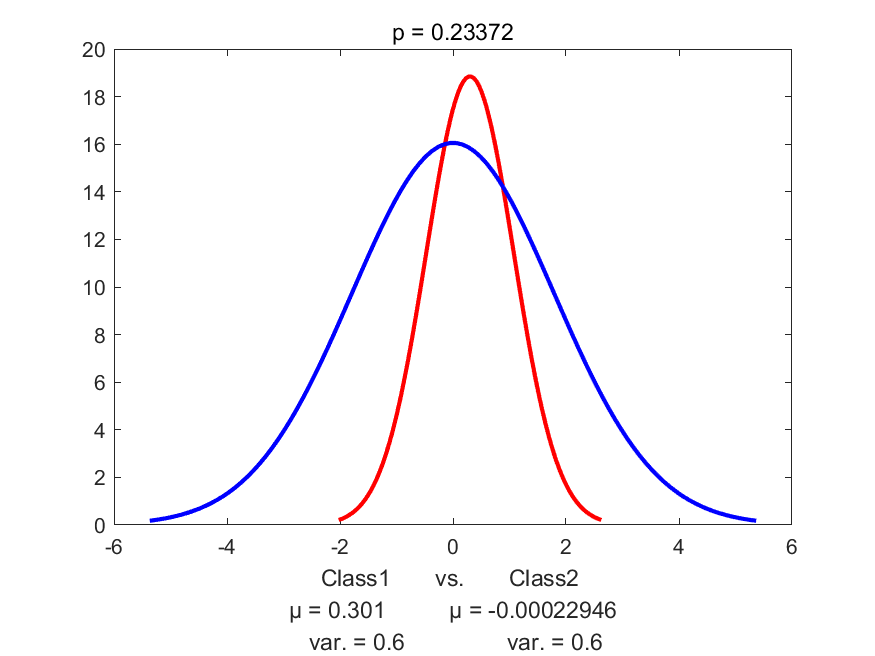 p = 0.23372
20
18
16
14
12
10
8
6
4
2
0
-6 -4 -2 0 2 4 6
Class1 vs. Class2
μ = 0.301 μ = -0.00022946
var. = 0.6 var. = 0.6